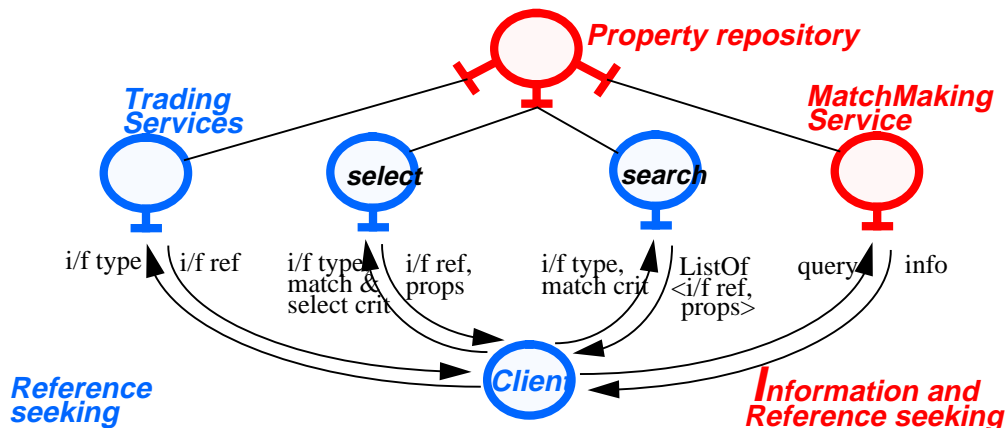 Property repository
Trading
Services
MatchMaking
Service
select
search
i/f type
i/f ref
i/f type,
match &
select crit
i/f ref,
props
i/f type,
match crit
ListOf
<i/f ref,
props>
query
info
Client
Reference
seeking
Information and
Reference seeking